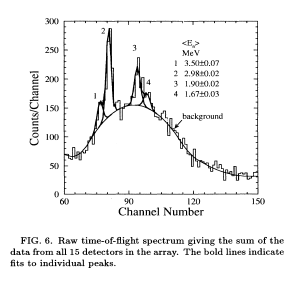 300
250
200
150
100
50
0
Counts/Channel
2
3
1
4
<Eₙ>
MeV
1 3.50±0.07
2 2.98±0.02
3 1.90±0.02
4 1.67±0.03
background
60 90 120 150
Channel Number
FIG. 6. Raw time-of-flight spectrum giving the sum of the
data from all 15 detectors in the array. The bold lines indicate
fits to individual peaks.